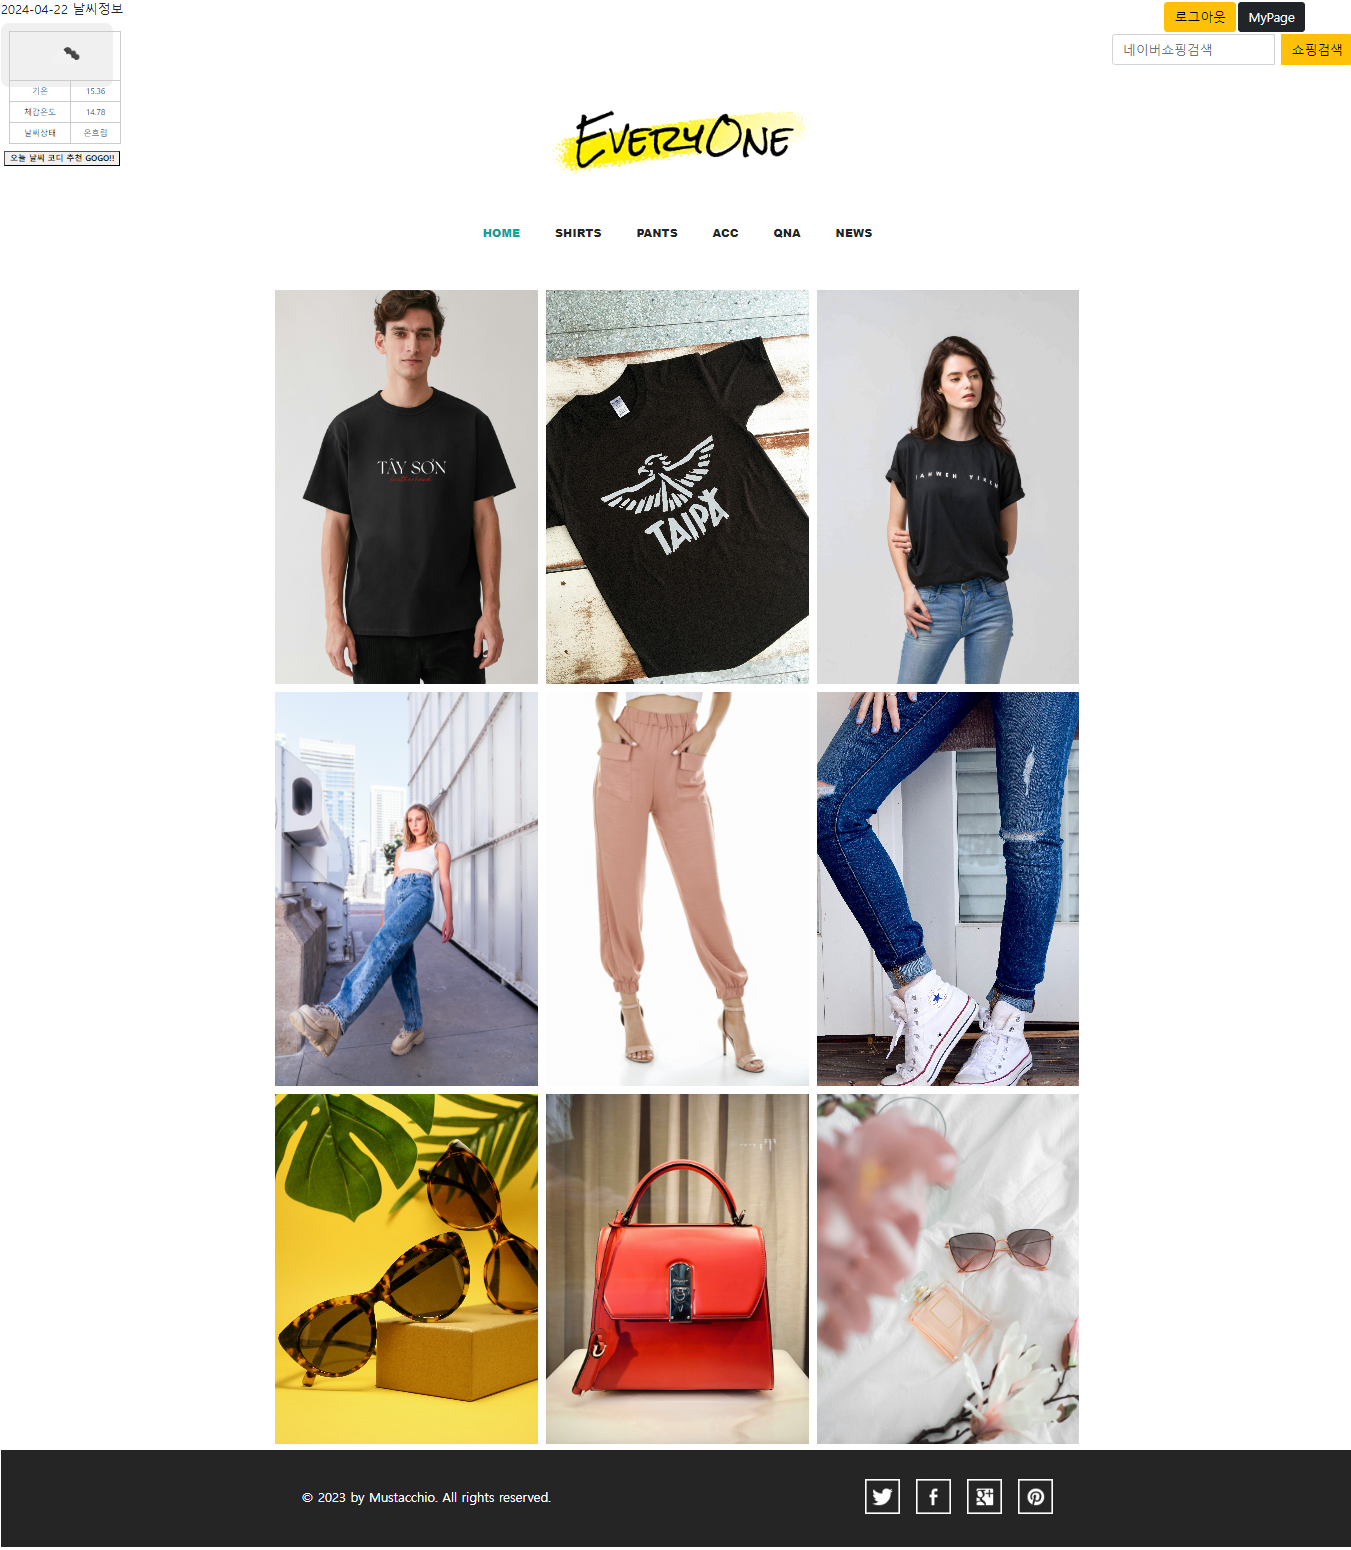 2024-04-22 날씨정보
로그아웃
MyPage
네이버쇼핑검색
쇼핑검색
기온 15.36
체감온도 14.78
날씨상태 온흐림
오늘 날씨 코디 추천 GOGO!!
EVERYONE
HOME SHIRTS PANTS ACC QNA NEWS
TÂY SƠN
brotherhood
TAIPA
YAHWEH YIREH
© 2023 by Mustacchio. All rights reserved.